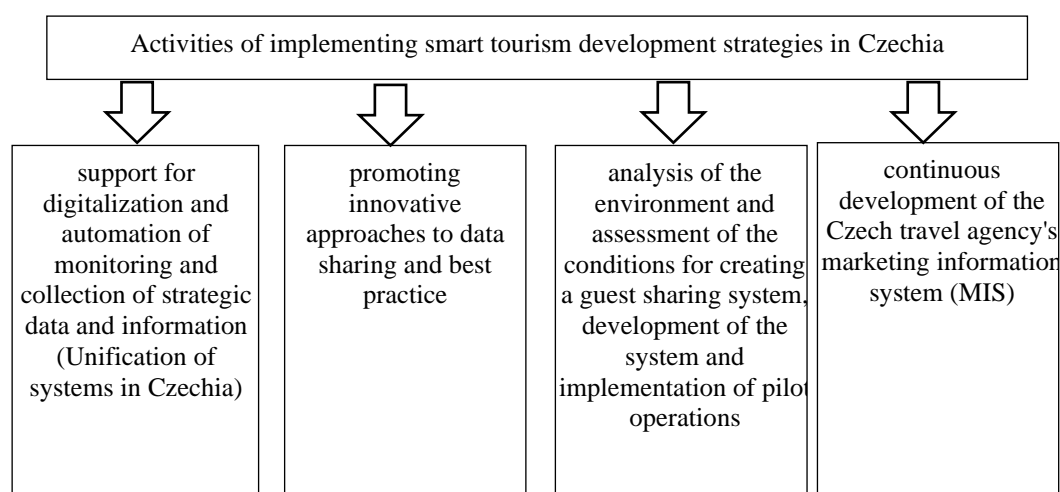 Activities of implementing smart tourism development strategies in Czechia
support for
digitalization and
automation of
monitoring and
collection of strategic
data and information
(Unification of
systems in Czechia)
promoting
innovative
approaches to data
sharing and best
practice
analysis of the
environment and
assessment of the
conditions for creating
a guest sharing system,
development of the
system and
implementation of pilot
operations
continuous
development of the
Czech travel agency's
marketing information
system (MIS)